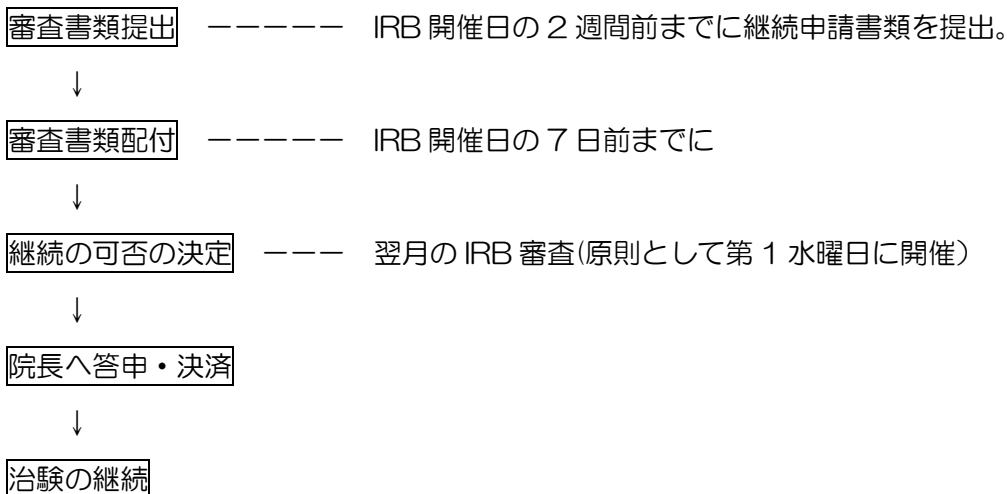 審査書類提出 －－－－－ IRB 開催日の 2 週間前までに継続申請書類を提出。
↓
審査書類配付 －－－－－ IRB 開催日の 7 日前までに
↓
継続の可否の決定 －－－ 翌月の IRB 審査(原則として第 1 水曜日に開催）
↓
院長へ答申・決済
↓
治験の継続